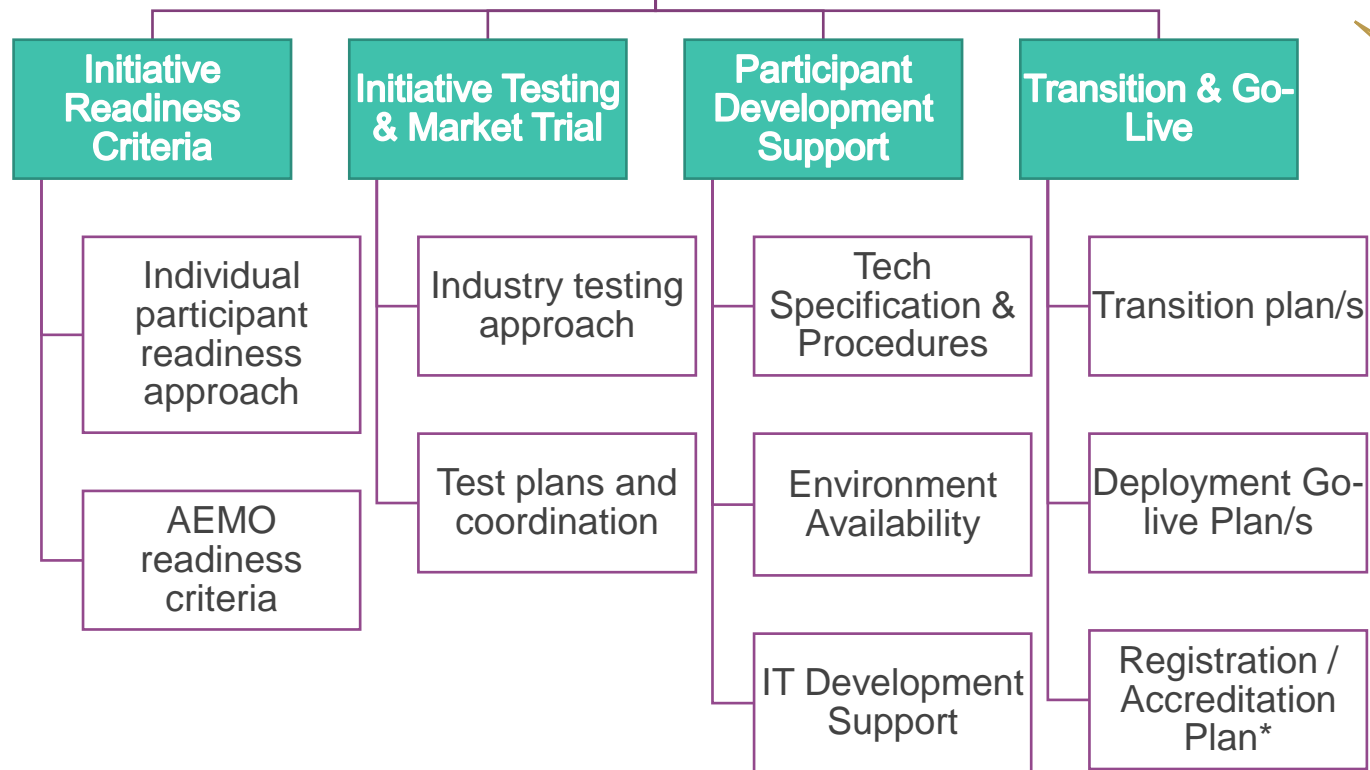 Initiative
Readiness
Criteria
Individual
participant
readiness
approach
AEMO
readiness
criteria
Initiative Testing
& Market Trial
Industry testing
approach
Test plans and
coordination
Participant
Development
Support
Tech
Specification &
Procedures
Environment
Availability
IT Development
Support
Transition & Go-
Live
Transition plan/s
Deployment Go-
live Plan/s
Registration /
Accreditation
Plan*